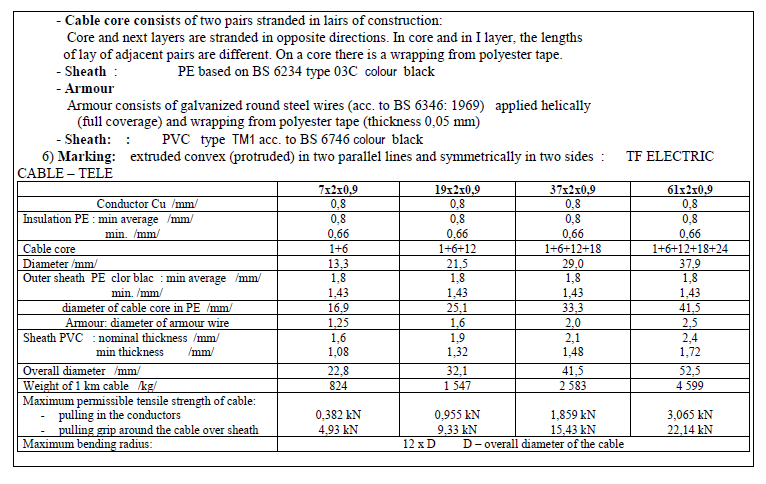 - Cable core consists of two pairs stranded in lairs of construction:
Core and next layers are stranded in opposite directions. In core and in I layer, the lengths
of lay of adjacent pairs are different. On a core there is a wrapping from polyester tape.
- Sheath : PE based on BS 6234 type 03C colour black
- Armour
Armour consists of galvanized round steel wires (acc. to BS 6346: 1969) applied helically
(full coverage) and wrapping from polyester tape (thickness 0,05 mm)
- Sheath: : PVC type TM1 acc. to BS 6746 colour black
6) Marking: extruded convex (protruded) in two parallel lines and symmetrically in two sides : TF ELECTRIC
CABLE – TELE
7x2x0,9 19x2x0,9 37x2x0,9 61x2x0,9
Conductor Cu /mm/ 0,8 0,8 0,8 0,8
Insulation PE : min average /mm/ 0,8 0,8 0,8 0,8
min. /mm/ 0,66 0,66 0,66 0,66
Cable core 1+6 1+6+12 1+6+12+18 1+6+12+18+24
Diameter /mm/ 13,3 21,5 29,0 37,9
Outer sheath PE clor blac : min average /mm/ 1,8 1,8 1,8 1,8
min. /mm/ 1,43 1,43 1,43 1,43
diameter of cable core in PE /mm/ 16,9 25,1 33,3 41,5
Armour: diameter of armour wire 1,25 1,6 2,0 2,5
Sheath PVC : nominal thickness /mm/ 1,6 1,9 2,1 2,4
min thickness /mm/ 1,08 1,32 1,48 1,72
Overall diameter /mm/ 22,8 32,1 41,5 52,5
Weight of 1 km cable /kg/ 824 1 547 2 583 4 599
Maximum permissible tensile strength of cable:
- pulling in the conductors 0,382 kN 0,955 kN 1,859 kN 3,065 kN
- pulling grip around the cable over sheath 4,93 kN 9,33 kN 15,43 kN 22,14 kN
Maximum bending radius: 12 x D D – overall diameter of the cable